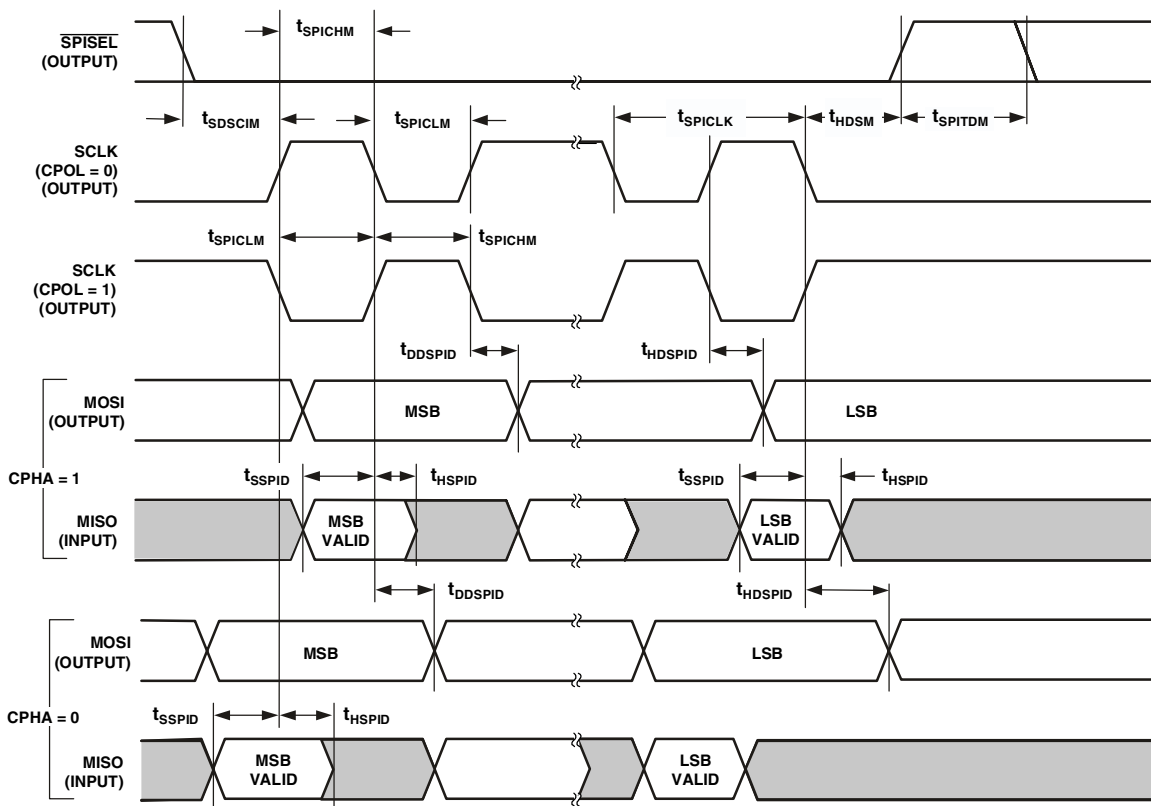 tSPICHM
SPISEL
(OUTPUT)
tSDSCIM
tSPICLM
tSPICLK
tHDSM
tSPITDM
SCLK
(CPOL = 0)
(OUTPUT)
tSPICLM
tSPICHM
SCLK
(CPOL = 1)
(OUTPUT)
tDDSPID
tHDSPID
MOSI
(OUTPUT)
MSB
LSB
CPHA = 1
tSSPID
tHSPID
tSSPID
tHSPID
MISO
(INPUT)
MSB
VALID
LSB
VALID
tDDSPID
tHDSPID
MOSI
(OUTPUT)
MSB
LSB
CPHA = 0
tSSPID
tHSPID
MISO
(INPUT)
MSB
VALID
LSB
VALID